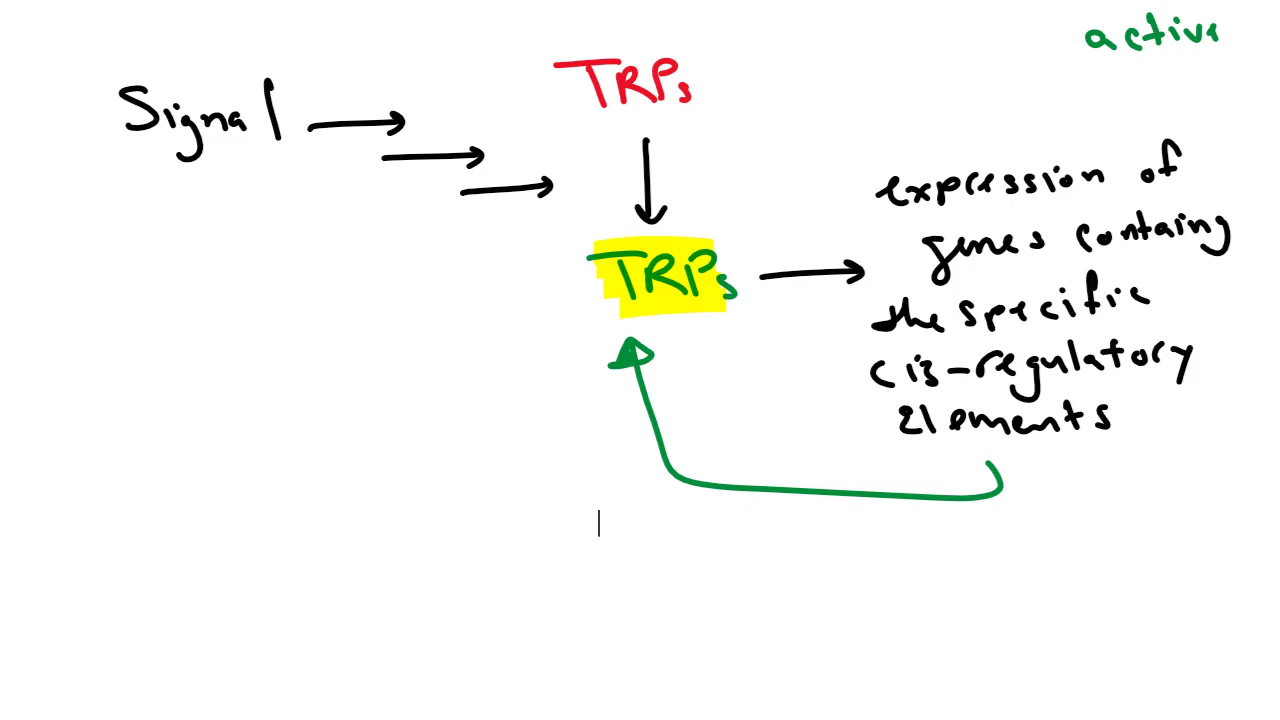 active
TRPs
Signal
TRPs
expression of
genes containg
the specific
cis-regulatory
Elements